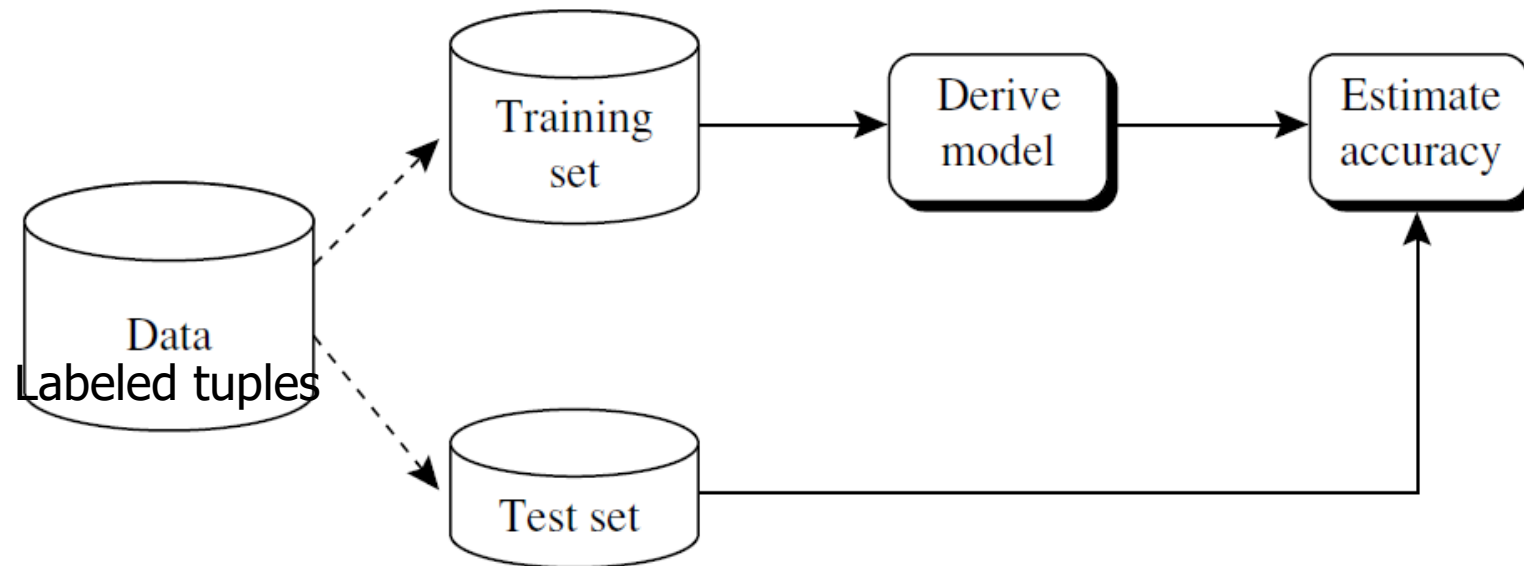 Training
set
Derive
model
Estimate
accuracy
Data
Labeled tuples
Test set